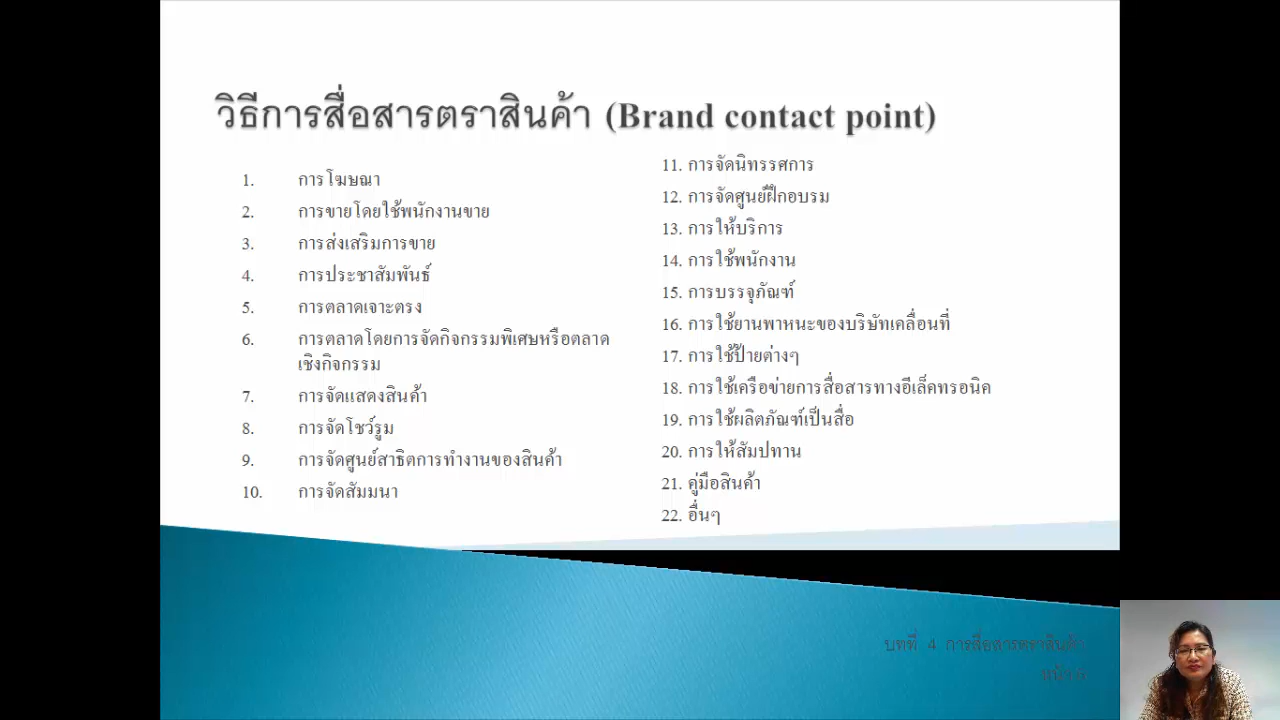 วิธีการสื่อสารตราสินค้า (Brand contact point)
1. การโฆษณา
2. การขายโดยใช้พนักงานขาย
3. การส่งเสริมการขาย
4. การประชาสัมพันธ์
5. การตลาดเจาะตรง
6. การตลาดโดยการจัดกิจกรรมพิเศษหรือตลาด
เชิงกิจกรรม
7. การจัดแสดงสินค้า
8. การจัดโชว์รูม
9. การจัดศูนย์สาธิตการทำงานของสินค้า
10. การจัดสัมมนา
11. การจัดนิทรรศการ
12. การจัดศูนย์ฝึกอบรม
13. การให้บริการ
14. การใช้พนักงาน
15. การบรรจุภัณฑ์
16. การใช้ยานพาหนะของบริษัทเคลื่อนที่
17. การใช้ป้ายต่างๆ
18. การใช้เครือข่ายการสื่อสารทางอีเล็คทรอนิค
19. การใช้ผลิตภัณฑ์เป็นสื่อ
20. การให้สัมปทาน
21. คู่มือสินค้า
22. อื่นๆ
บทที่ 4 การสื่อสารตราสินค้า